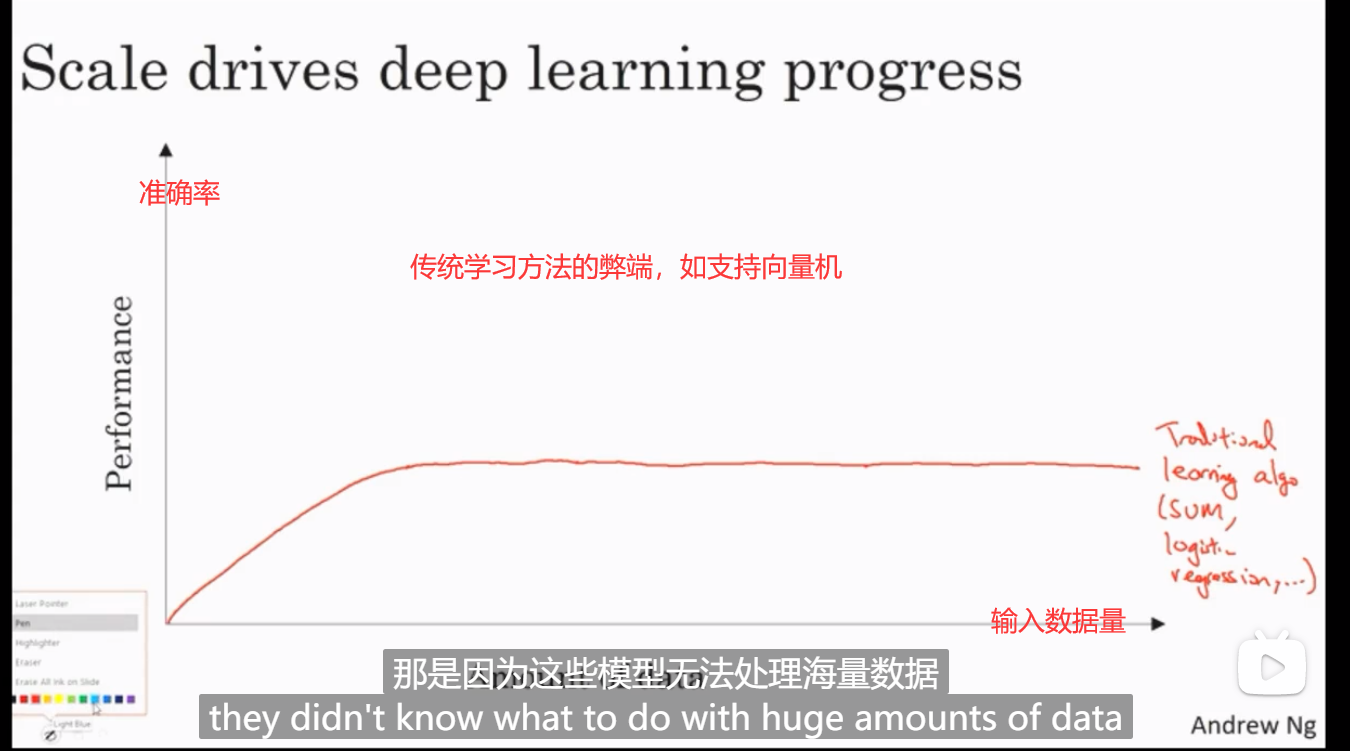 Scale drives deep learning progress
准确率
传统学习方法的弊端，如支持向量机
Performance
Traditional
learning algo
(SVM,
logistic
regression,...)
输入数据量
Laser Pointer
Pen
Highlighter
Eraser
Erase All Ink on Slide
Light Blue
那是因为这些模型无法处理海量数据
they didn't know what to do with huge amounts of data
Andrew Ng